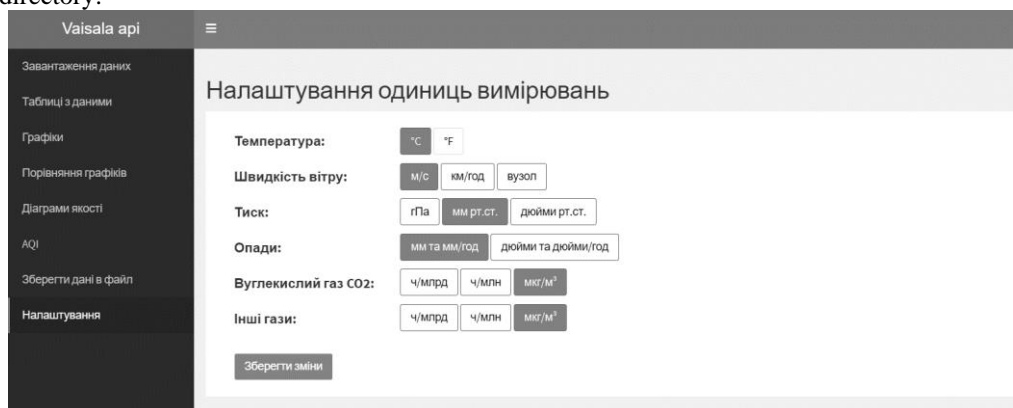 directory.
Vaisala api
☰
Завантаження даних
Таблиці з даними
Графіки
Порівняння графіків
Діаграми якості
AQI
Зберегти дані в файл
Налаштування
Налаштування одиниць вимірювань
Температура: °C °F
Швидкість вітру: м/с км/год вузол
Тиск: гПа мм рт.ст. дюйми рт.ст.
Опади: мм та мм/год дюйми та дюйми/год
Вуглекислий газ CO2: ч/млрд ч/млн мкг/м³
Інші гази: ч/млрд ч/млн мкг/м³
Зберегти зміни